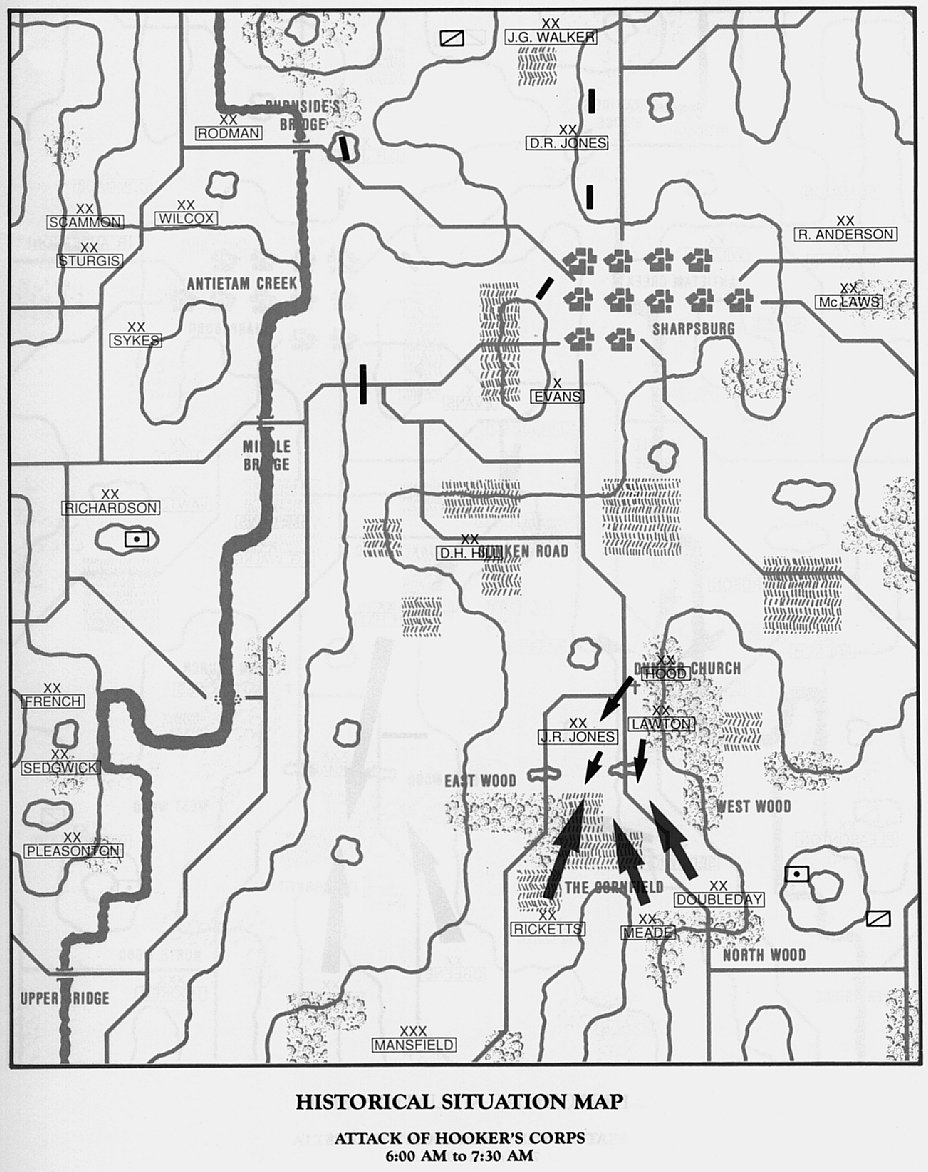 XX
J.G. WALKER
BURNSIDE'S
BRIDGE
XX
RODMAN
XX
D.R. JONES
XX
SCAMMON
XX
WILCOX
XX
R. ANDERSON
XX
STURGIS
ANTIETAM CREEK
XX
McLAWS
XX
SYKES
SHARPSBURG
X
EVANS
MIDDLE
BRIDGE
XX
RICHARDSON
XX
D.H. HILL
SUNKEN ROAD
DUNKER CHURCH
XX
HOOD
XX
FRENCH
XX
LAWTON
XX
J.R. JONES
XX
SEDGWICK
EAST WOOD
WEST WOOD
XX
PLEASONTON
THE CORNFIELD
XX
DOUBLEDAY
XX
RICKETTS
XX
MEADE
NORTH WOOD
UPPER BRIDGE
XXX
MANSFIELD
HISTORICAL SITUATION MAP
ATTACK OF HOOKER'S CORPS
6:00 AM to 7:30 AM